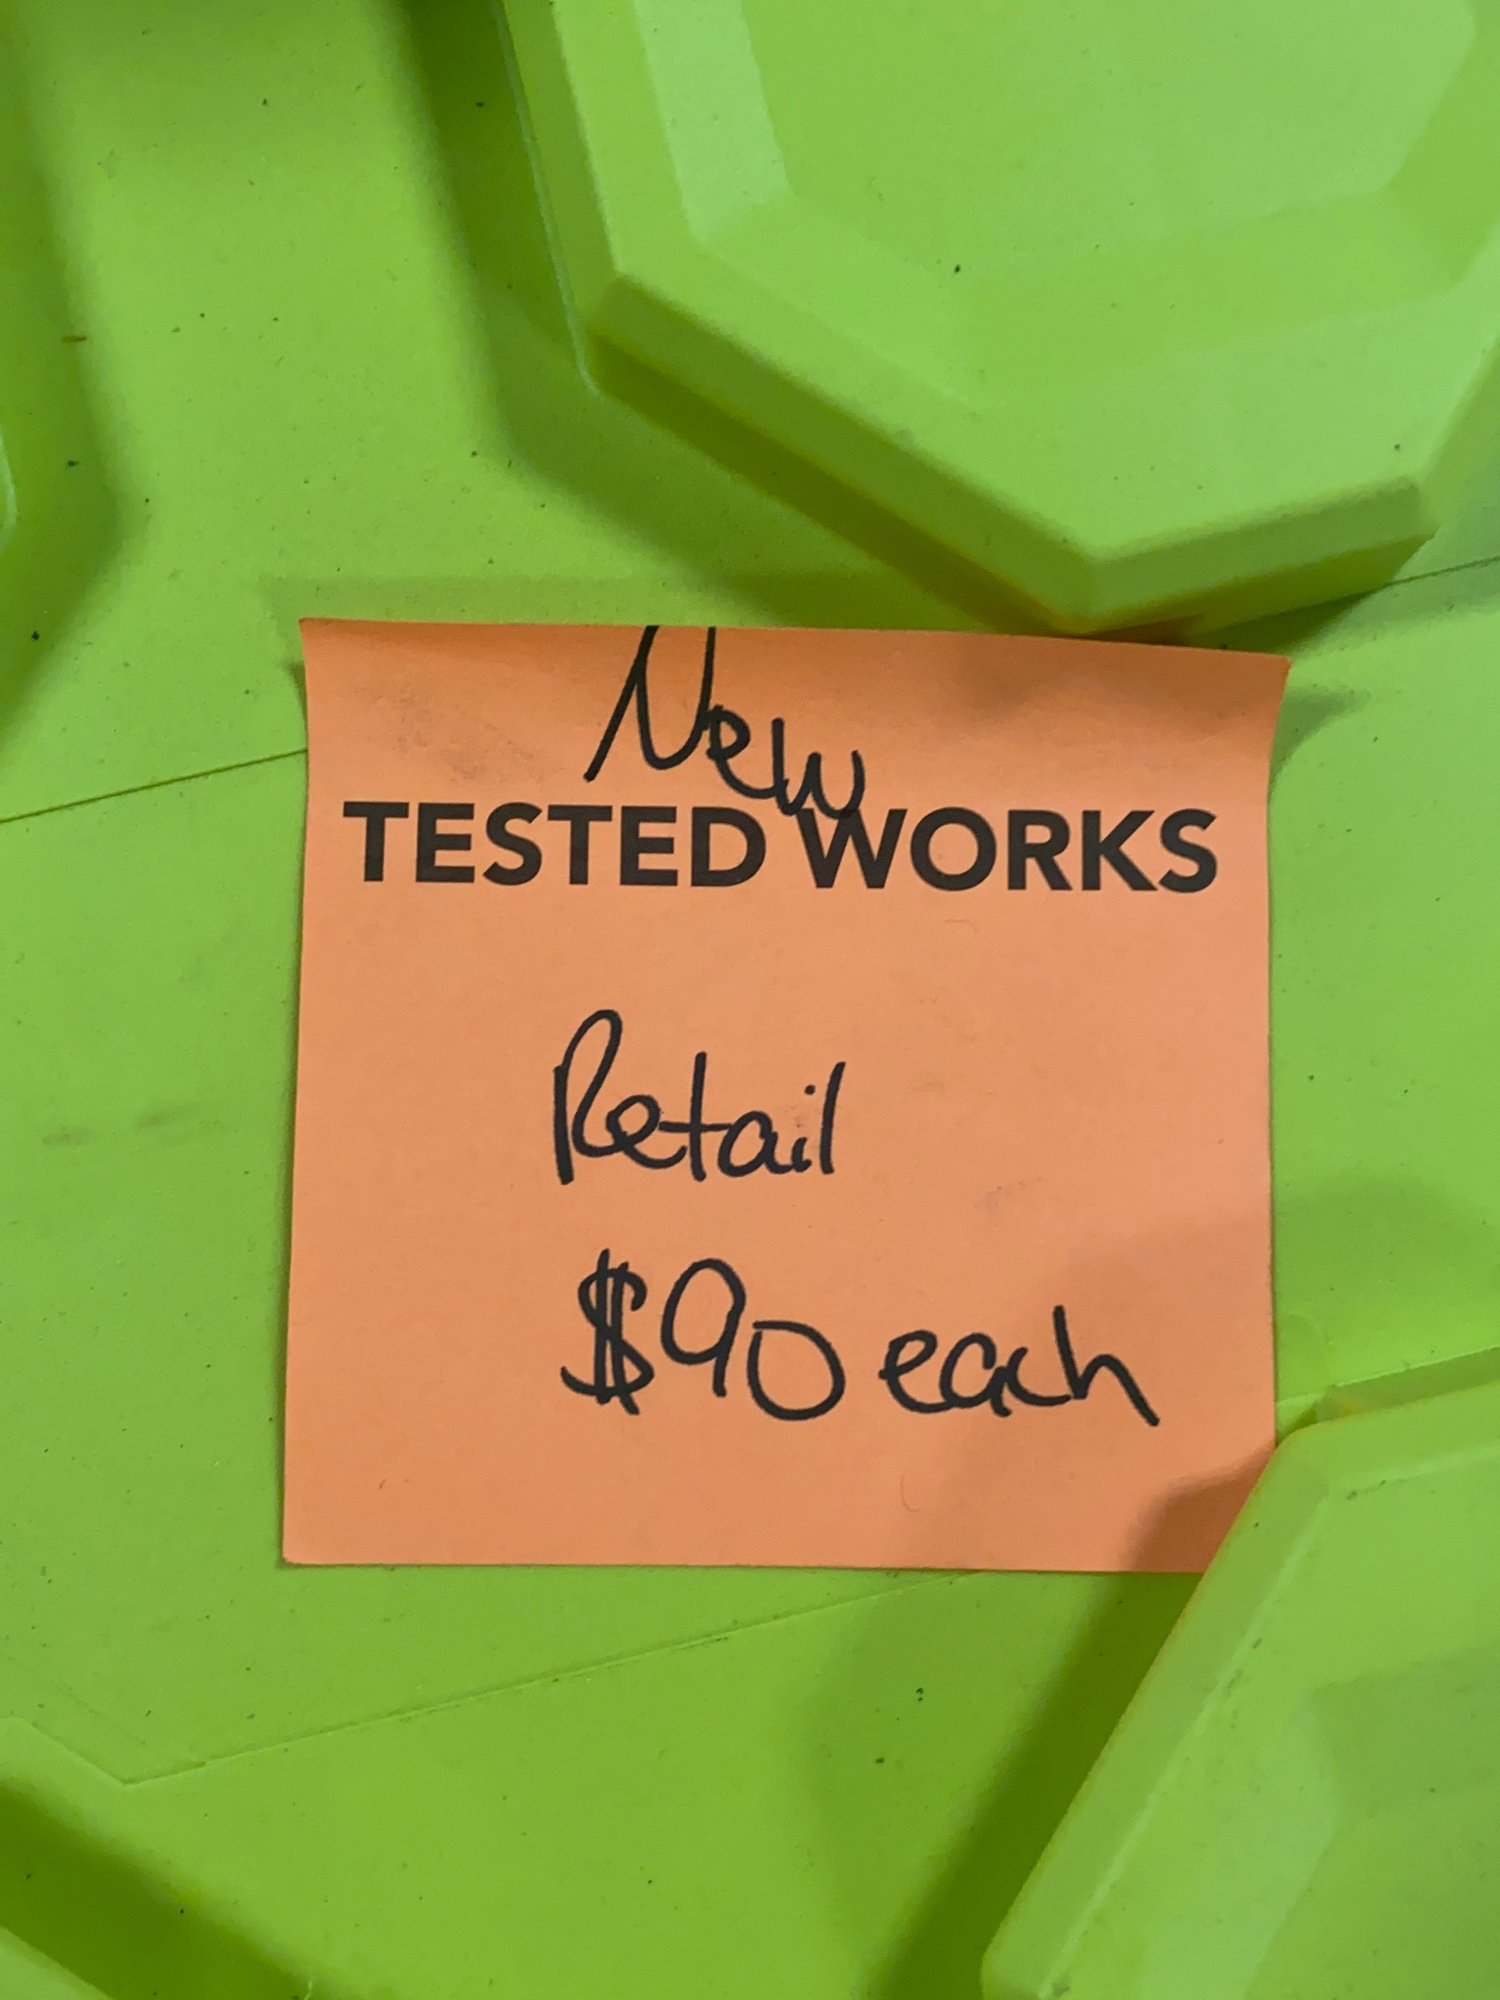 New
TESTED WORKS
Retail
$90 each